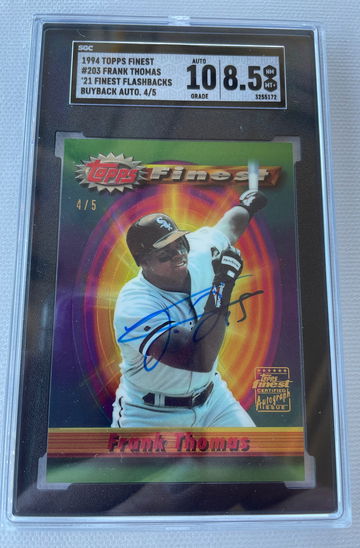 SGC
1994 TOPPS FINEST
#203 FRANK THOMAS
'21 FINEST FLASHBACKS
BUYBACK AUTO. 4/5
AUTO
10
GRADE
8.5
NM
MT+
3255172
Topps Finest
4/5
SOX
35
Topps
finest
CERTIFIED
Autograph
ISSUE
Frank Thomas